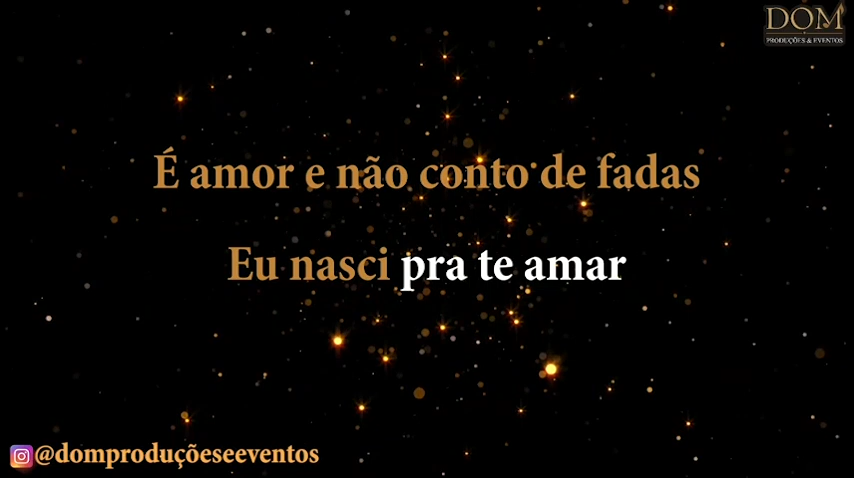 DOM
PRODUÇÕES & EVENTOS
É amor e não conto de fadas
Eu nasci pra te amar
@domproduçõeseeventos